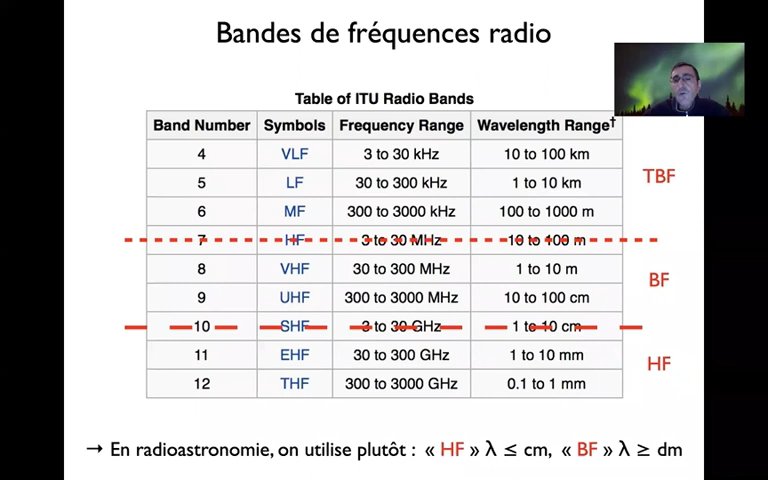 Bandes de fréquences radio
Table of ITU Radio Bands
Band Number Symbols Frequency Range Wavelength Range†
4 VLF 3 to 30 kHz 10 to 100 km
TBF
5 LF 30 to 300 kHz 1 to 10 km
6 MF 300 to 3000 kHz 100 to 1000 m
7 HF 3 to 30 MHz 10 to 100 m
8 VHF 30 to 300 MHz 1 to 10 m
BF
9 UHF 300 to 3000 MHz 10 to 100 cm
10 SHF 3 to 30 GHz 1 to 10 cm
11 EHF 30 to 300 GHz 1 to 10 mm
HF
12 THF 300 to 3000 GHz 0.1 to 1 mm
→ En radioastronomie, on utilise plutôt : « HF » λ ≤ cm, « BF » λ ≥ dm